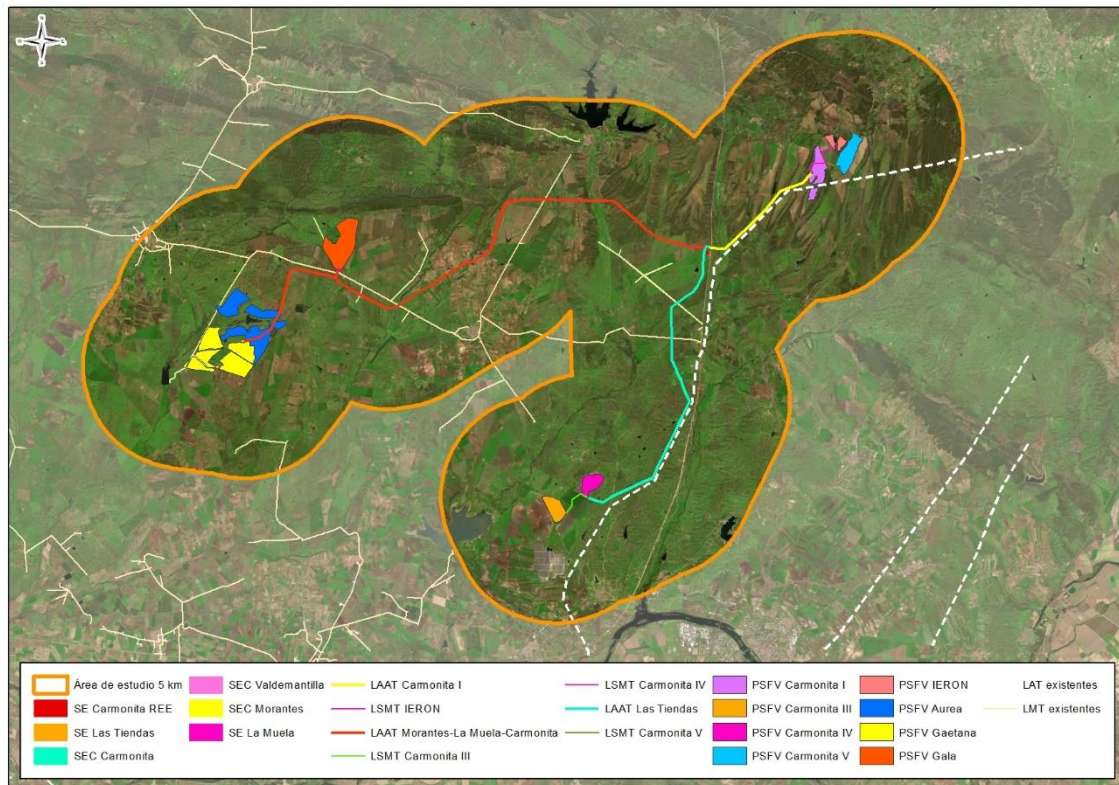 Área de estudio 5 km
SE Carmonita REE
SE Las Tiendas
SEC Carmonita
SEC Valdemantilla
SEC Morantes
SE La Muela
LAAT Carmonita I
LSMT IERON
LAAT Morantes-La Muela-Carmonita
LSMT Carmonita III
LSMT Carmonita IV
LAAT Las Tiendas
LSMT Carmonita V
PSFV Carmonita I
PSFV Carmonita III
PSFV Carmonita IV
PSFV Carmonita V
PSFV IERON
PSFV Aurea
PSFV Gaetana
PSFV Gala
LAT existentes
LMT existentes